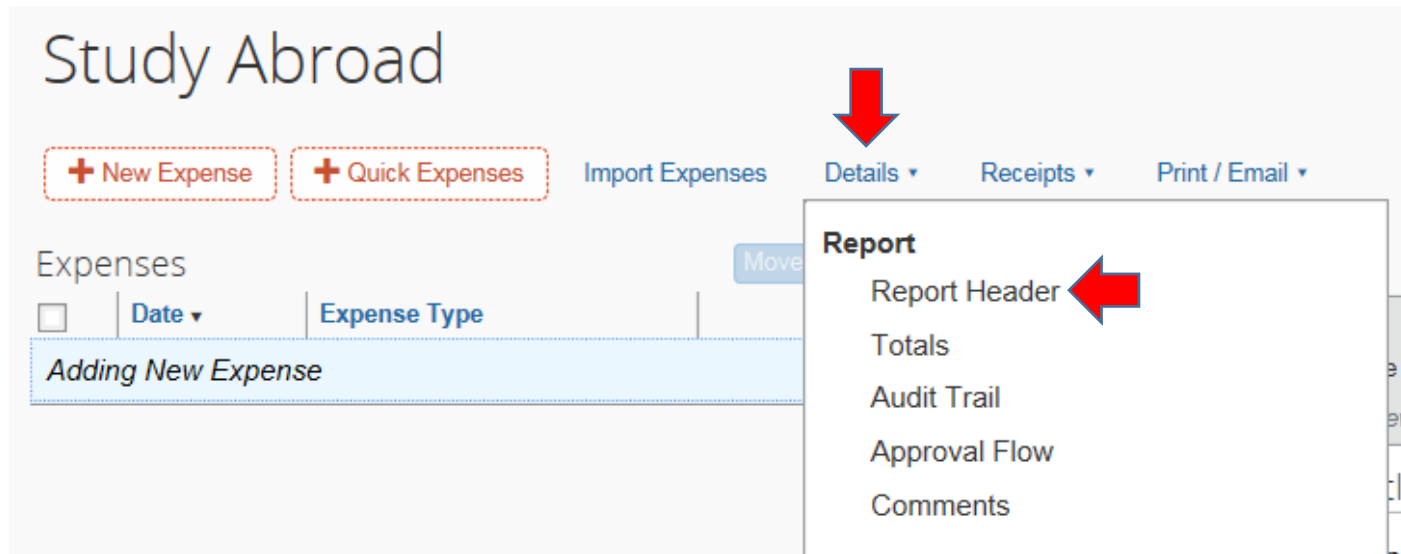 Study Abroad
New Expense Quick Expenses Import Expenses Details Receipts Print / Email
Expenses Move
Date Expense Type
Adding New Expense
Report
Report Header
Totals
Audit Trail
Approval Flow
Comments